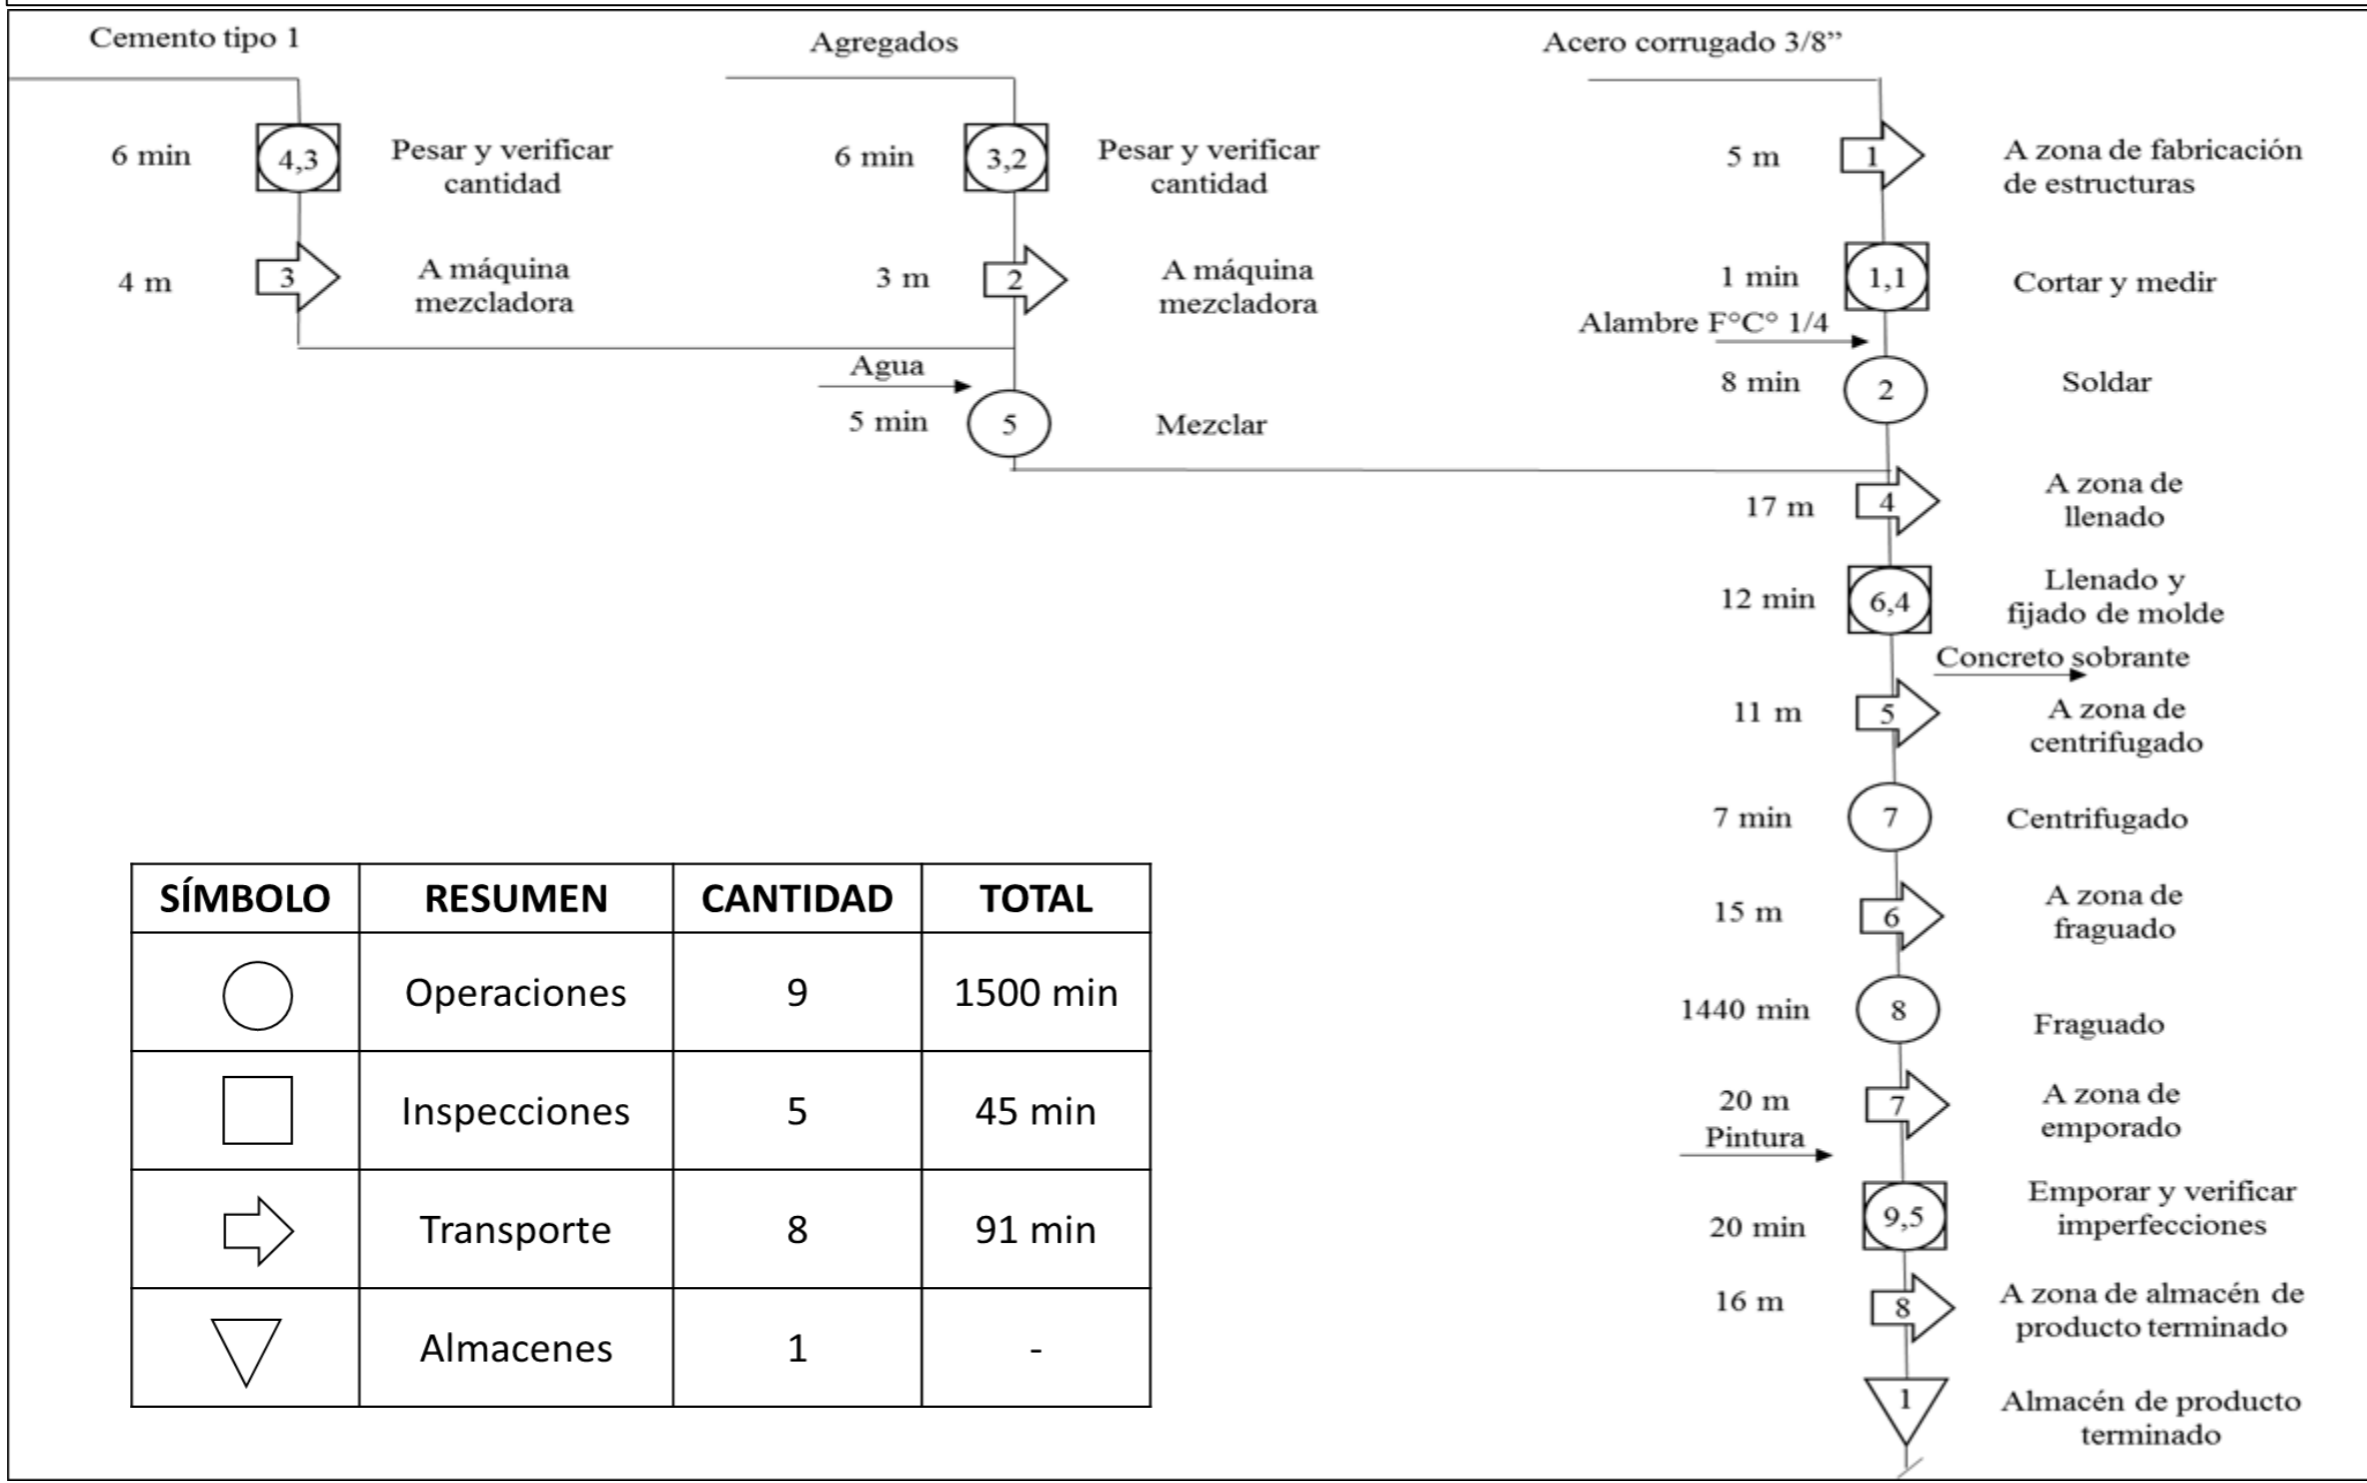 Cemento tipo 1
6 min
4,3
Pesar y verificar
cantidad
4 m
3
A máquina
mezcladora
Agregados
6 min
3,2
Pesar y verificar
cantidad
3 m
2
A máquina
mezcladora
Agua
5 min
5
Mezclar
Acero corrugado 3/8”
5 m
1
A zona de fabricación
de estructuras
1 min
1,1
Cortar y medir
Alambre F°C° 1/4
8 min
2
Soldar
17 m
4
A zona de
llenado
12 min
6,4
Llenado y
fijado de molde
Concreto sobrante
11 m
5
A zona de
centrifugado
7 min
7
Centrifugado
15 m
6
A zona de
fraguado
1440 min
8
Fraguado
20 m
7
A zona de
emporado
Pintura
20 min
9,5
Emporar y verificar
imperfecciones
16 m
8
A zona de almacén de
producto terminado
1
Almacén de producto
terminado
SÍMBOLO RESUMEN CANTIDAD TOTAL
Operaciones 9 1500 min
Inspecciones 5 45 min
Transporte 8 91 min
Almacenes 1 -